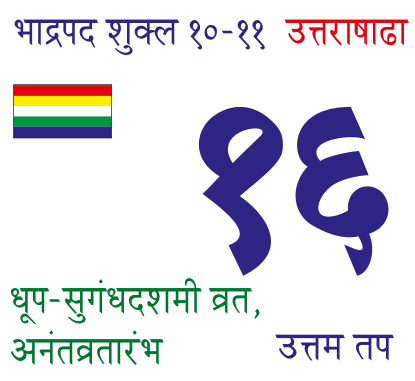 भाद्रपद शुक्ल १०-११ उत्तराषाढा
१६
धूप-सुगंधदशमी व्रत,
अनंतव्रतारंभ
उत्तम तप